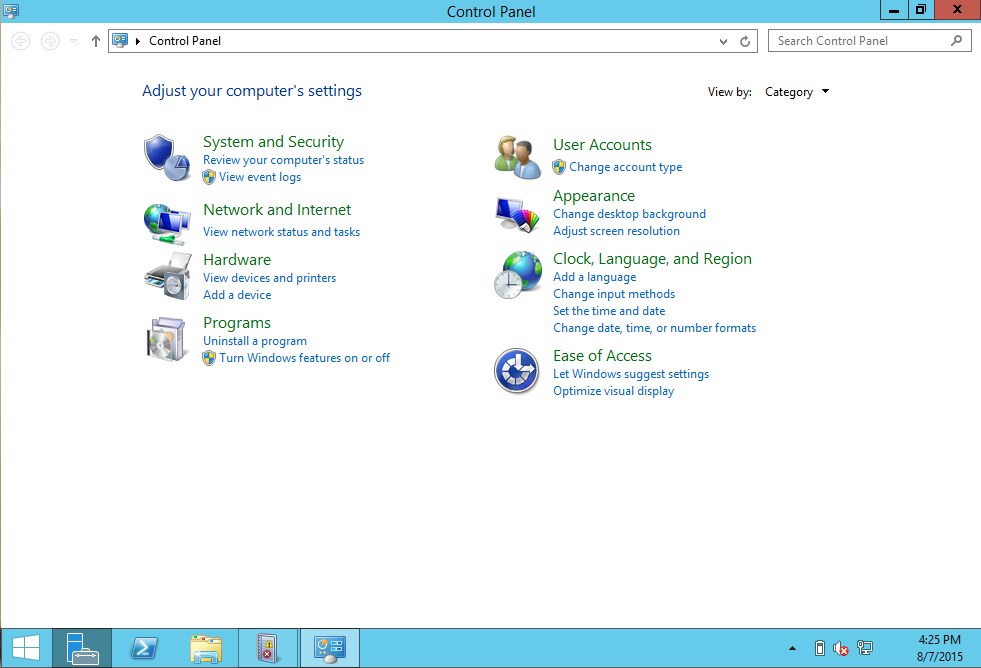 Control Panel
Control Panel
Search Control Panel
Adjust your computer's settings
View by: Category
System and Security
Review your computer's status
View event logs
Network and Internet
View network status and tasks
Hardware
View devices and printers
Add a device
Programs
Uninstall a program
Turn Windows features on or off
User Accounts
Change account type
Appearance
Change desktop background
Adjust screen resolution
Clock, Language, and Region
Add a language
Change input methods
Set the time and date
Change date, time, or number formats
Ease of Access
Let Windows suggest settings
Optimize visual display
4:25 PM
8/7/2015